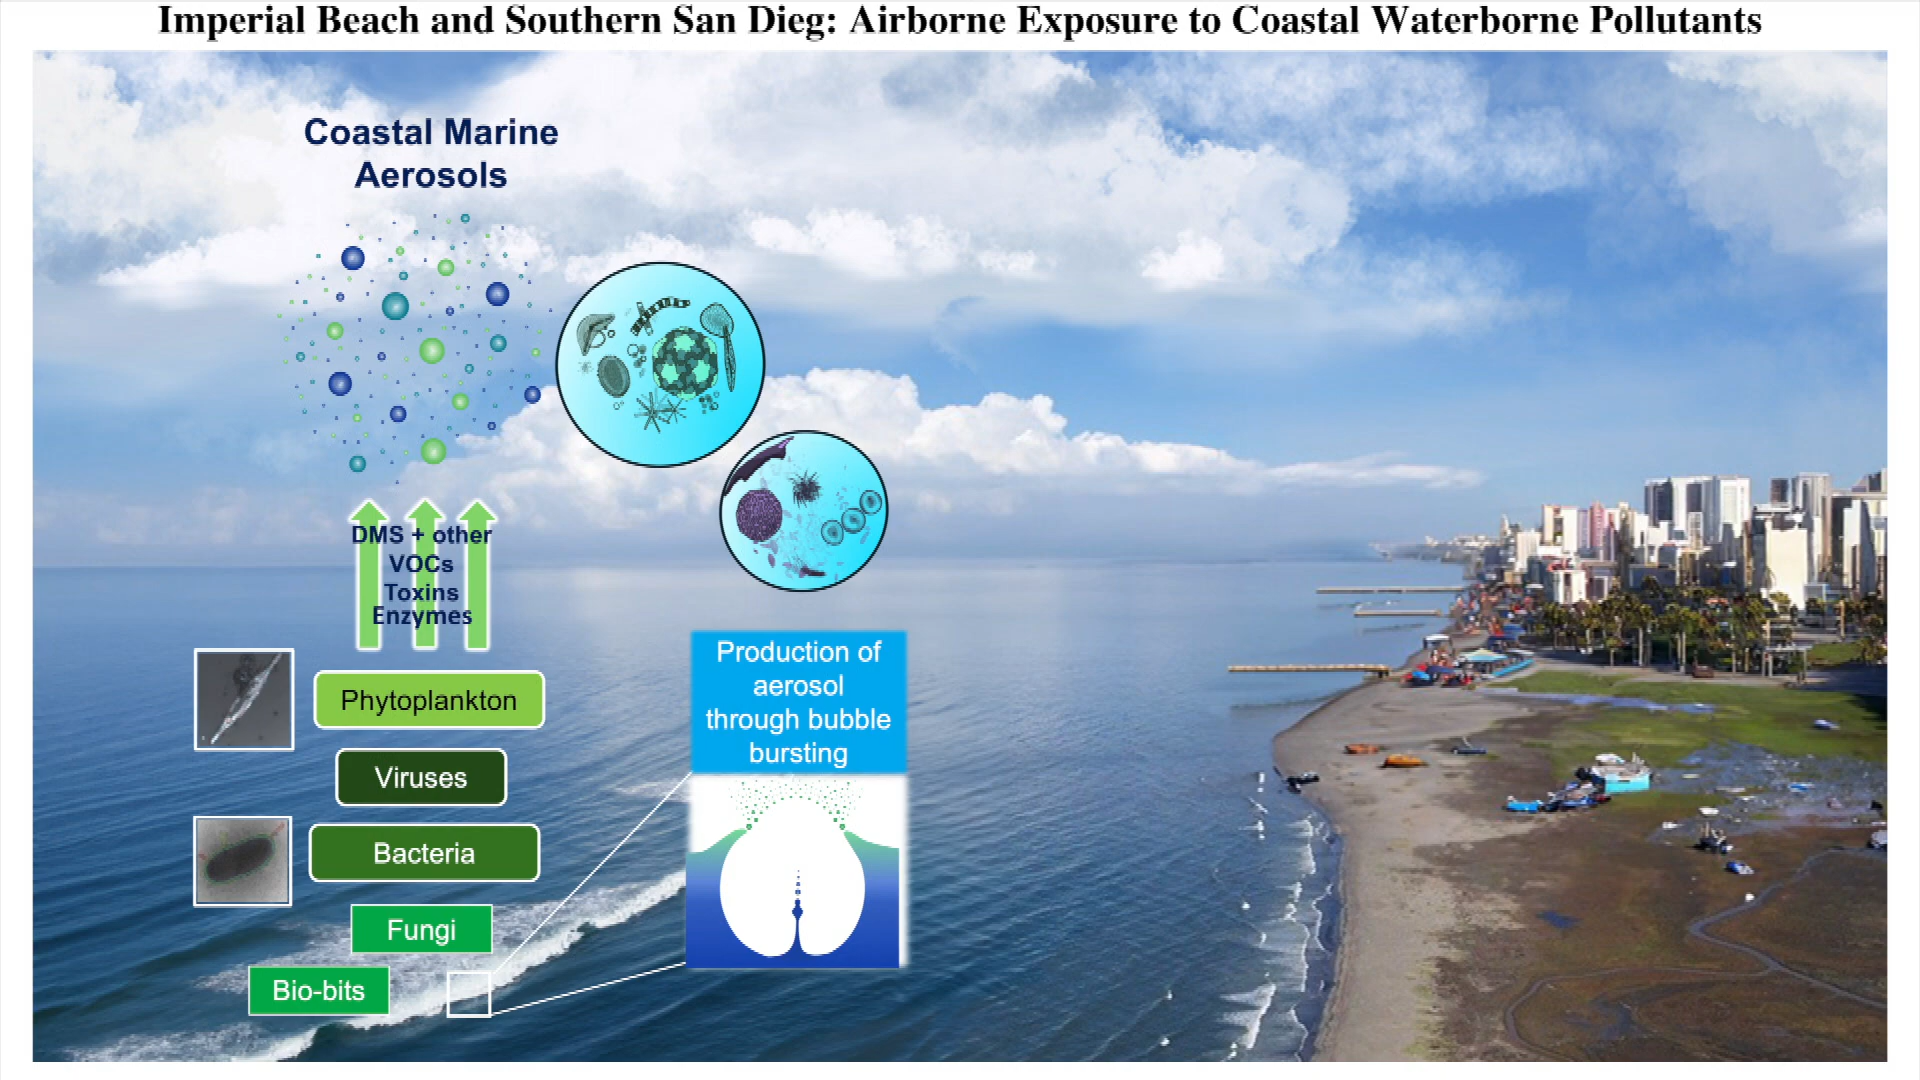 Imperial Beach and Southern San Dieg: Airborne Exposure to Coastal Waterborne Pollutants
Coastal Marine
Aerosols
DMS + other
VOCs
Toxins
Enzymes
Phytoplankton
Viruses
Bacteria
Fungi
Bio-bits
Production of
aerosol
through bubble
bursting